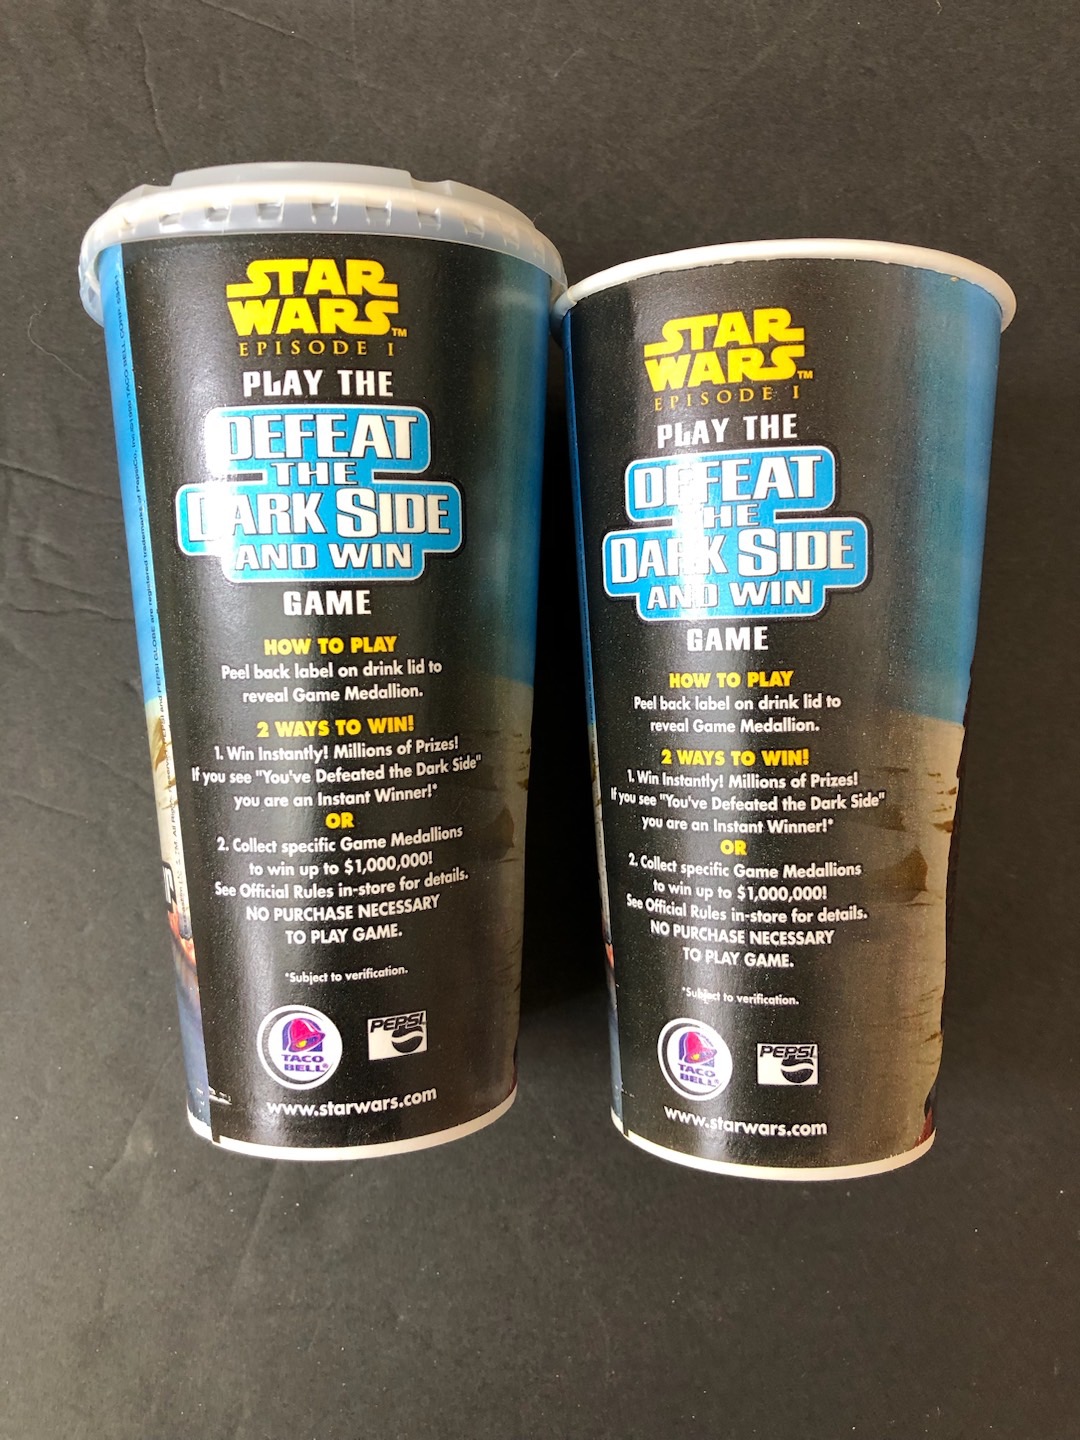 STAR
WARS™
EPISODE I
PLAY THE
DEFEAT
THE
DARK SIDE
AND WIN
GAME
HOW TO PLAY
Peel back label on drink lid to
reveal Game Medallion.
2 WAYS TO WIN!
1. Win Instantly! Millions of Prizes!
If you see "You've Defeated the Dark Side"
you are an Instant Winner!*
OR
2. Collect specific Game Medallions
to win up to $1,000,000!
See Official Rules in-store for details.
NO PURCHASE NECESSARY
TO PLAY GAME.
*Subject to verification.
TACO
BELL®
PEPSI
www.starwars.com
STAR
WARS™
EPISODE I
PLAY THE
DEFEAT
THE
DARK SIDE
AND WIN
GAME
HOW TO PLAY
Peel back label on drink lid to
reveal Game Medallion.
2 WAYS TO WIN!
1. Win Instantly! Millions of Prizes!
If you see "You've Defeated the Dark Side"
you are an Instant Winner!*
OR
2. Collect specific Game Medallions
to win up to $1,000,000!
See Official Rules in-store for details.
NO PURCHASE NECESSARY
TO PLAY GAME.
*Subject to verification.
TACO
BELL®
PEPSI
www.starwars.com